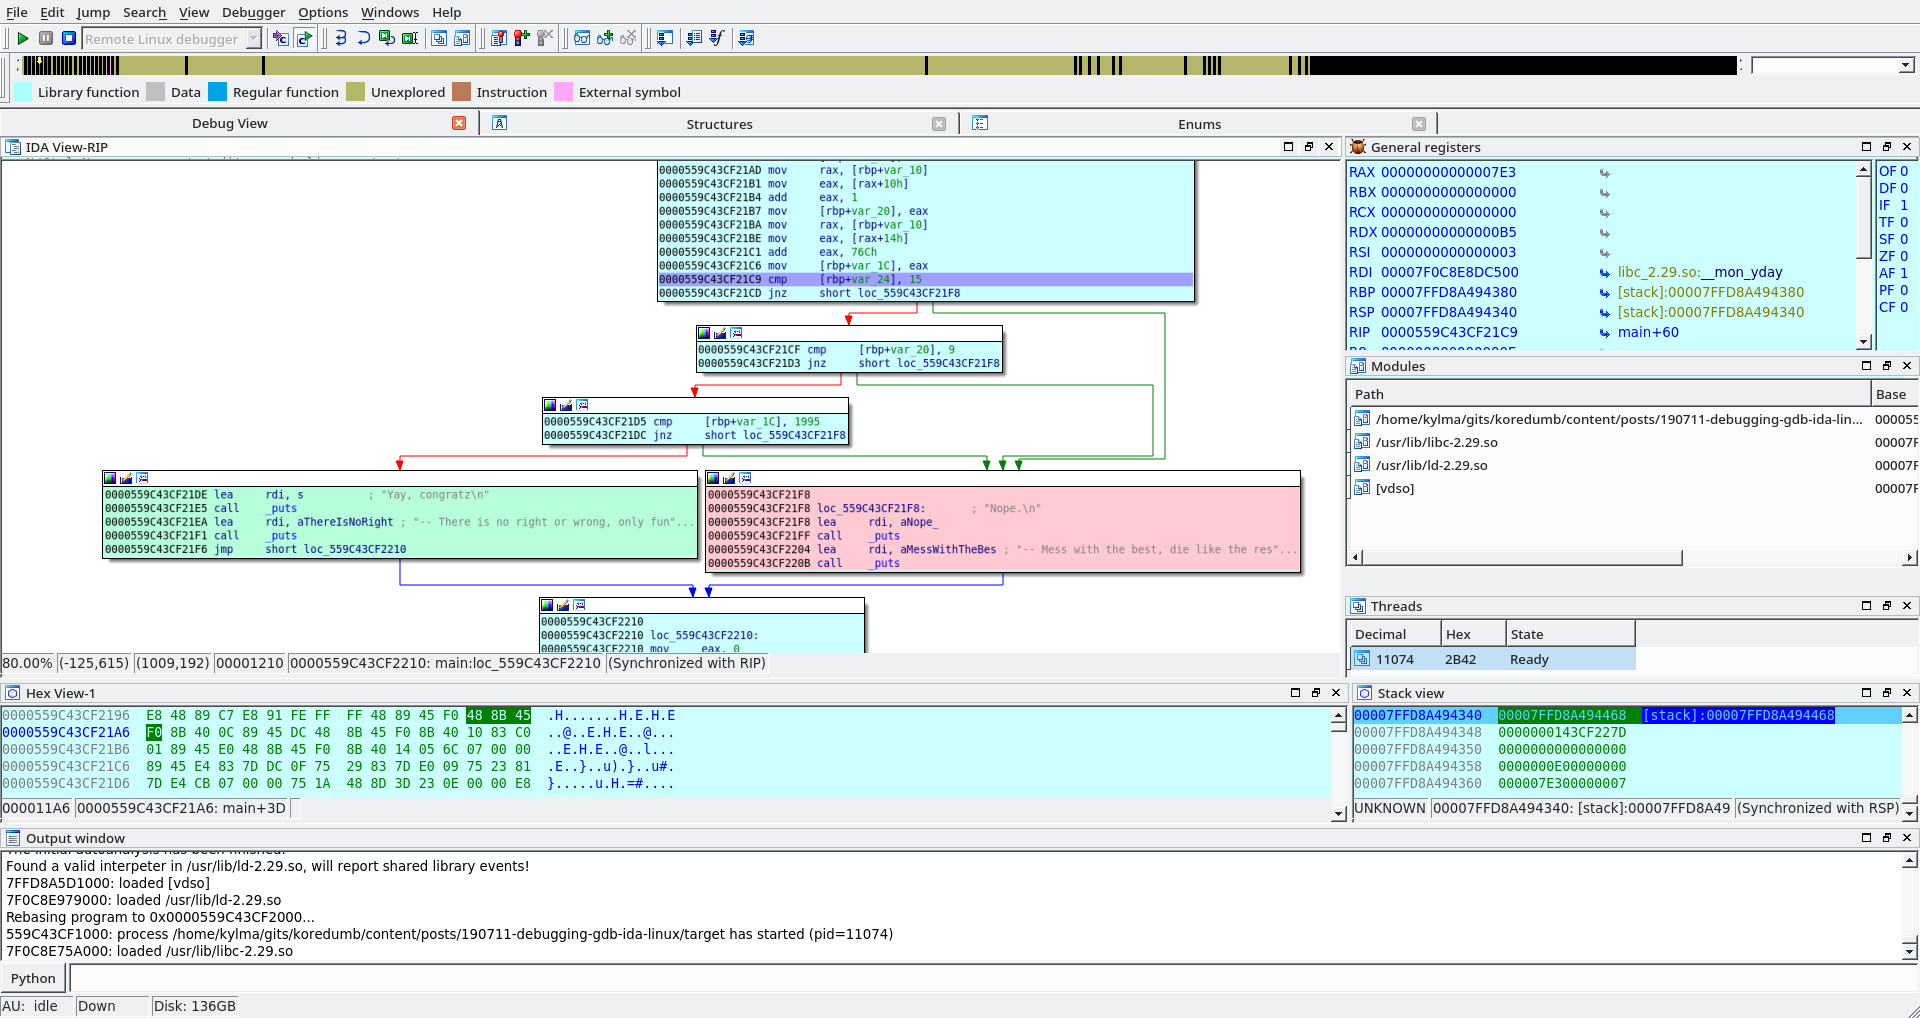 File Edit Jump Search View Debugger Options Windows Help
Remote Linux debugger
Library function Data Regular function Unexplored Instruction External symbol
Debug View Structures Enums
IDA View-RIP
0000559C43CF21AD mov rax, [rbp+var_10]
0000559C43CF21B1 mov eax, [rax+10h]
0000559C43CF21B4 add eax, 1
0000559C43CF21B7 mov [rbp+var_20], eax
0000559C43CF21BA mov rax, [rbp+var_10]
0000559C43CF21BE mov eax, [rax+14h]
0000559C43CF21C1 add eax, 76Ch
0000559C43CF21C6 mov [rbp+var_1C], eax
0000559C43CF21C9 cmp [rbp+var_24], 15
0000559C43CF21CD jnz short loc_559C43CF21F8
0000559C43CF21CF cmp [rbp+var_20], 9
0000559C43CF21D3 jnz short loc_559C43CF21F8
0000559C43CF21D5 cmp [rbp+var_1C], 1995
0000559C43CF21DC jnz short loc_559C43CF21F8
0000559C43CF21DE lea rdi, s ; "Yay, congratz\n"
0000559C43CF21E5 call _puts
0000559C43CF21EA lea rdi, aThereIsNoRight ; "-- There is no right or wrong, only fun"...
0000559C43CF21F1 call _puts
0000559C43CF21F6 jmp short loc_559C43CF2210
0000559C43CF21F8
0000559C43CF21F8 loc_559C43CF21F8: ; "Nope.\n"
0000559C43CF21F8 lea rdi, aNope_
0000559C43CF21FF call _puts
0000559C43CF2204 lea rdi, aMessWithTheBes ; "-- Mess with the best, die like the res"...
0000559C43CF220B call _puts
0000559C43CF2210
0000559C43CF2210 loc_559C43CF2210:
0000559C43CF2210 mov eax, 0
80.00% (-125,615) (1009,192) 00001210 0000559C43CF2210: main:loc_559C43CF2210 (Synchronized with RIP)
General registers
RAX 00000000000007E3
RBX 0000000000000000
RCX 0000000000000000
RDX 00000000000000B5
RSI 0000000000000003
RDI 00007F0C8E8DC500 libc_2.29.so:__mon_yday
RBP 00007FFD8A494380 [stack]:00007FFD8A494380
RSP 00007FFD8A494340 [stack]:00007FFD8A494340
RIP 0000559C43CF21C9 main+60
OF 0
DF 0
IF 1
TF 0
SF 0
ZF 0
AF 1
PF 0
CF 0
Modules
Path Base
/home/kylma/gits/koredumb/content/posts/190711-debugging-gdb-ida-lin... 000055
/usr/lib/libc-2.29.so 00007F
/usr/lib/ld-2.29.so 00007F
[vdso] 00007F
Threads
Decimal Hex State
11074 2B42 Ready
Hex View-1
0000559C43CF2196 E8 48 89 C7 E8 91 FE FF FF 48 89 45 F0 48 8B 45 .H.......H.E.H.E
0000559C43CF21A6 F0 8B 40 0C 89 45 DC 48 8B 45 F0 8B 40 10 83 C0 ..@..E.H.E..@...
0000559C43CF21B6 01 89 45 E0 48 8B 45 F0 8B 40 14 05 6C 07 00 00 ..E.H.E..@..l...
0000559C43CF21C6 89 45 E4 83 7D DC 0F 75 29 83 7D E0 09 75 23 81 .E..}..u).}..u#.
0000559C43CF21D6 7D E4 CB 07 00 00 75 1A 48 8D 3D 23 0E 00 00 E8 }.....u.H.=#....
000011A6 0000559C43CF21A6: main+3D
Stack view
00007FFD8A494340 00007FFD8A494468 [stack]:00007FFD8A494468
00007FFD8A494348 0000000143CF227D
00007FFD8A494350 0000000000000000
00007FFD8A494358 0000000E00000000
00007FFD8A494360 000007E300000007
UNKNOWN 00007FFD8A494340: [stack]:00007FFD8A49 (Synchronized with RSP)
Output window
The initial autoanalysis has been finished.
Found a valid interpeter in /usr/lib/ld-2.29.so, will report shared library events!
7FFD8A5D1000: loaded [vdso]
7F0C8E979000: loaded /usr/lib/ld-2.29.so
Rebasing program to 0x0000559C43CF2000...
559C43CF1000: process /home/kylma/gits/koredumb/content/posts/190711-debugging-gdb-ida-linux/target has started (pid=11074)
7F0C8E75A000: loaded /usr/lib/libc-2.29.so
Python
AU: idle Down Disk: 136GB